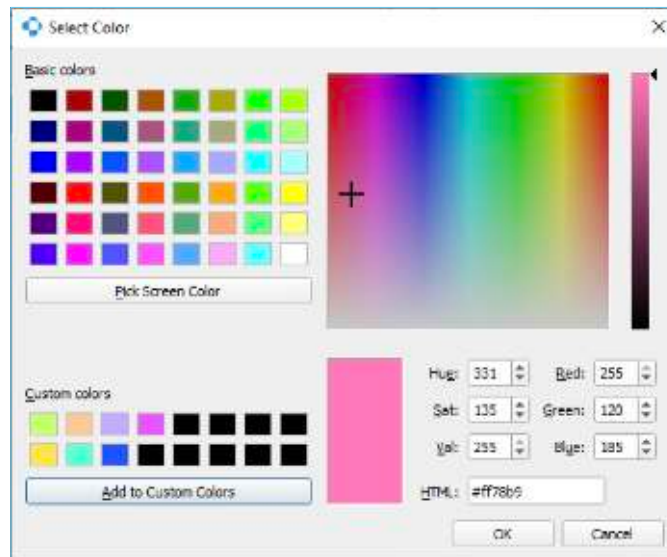 Select Color
Basic colors
Pick Screen Color
Custom colors
Add to Custom Colors
Hue: 331 Red: 255
Sat: 135 Green: 120
Val: 255 Blue: 185
HTML: #ff78b9
OK Cancel